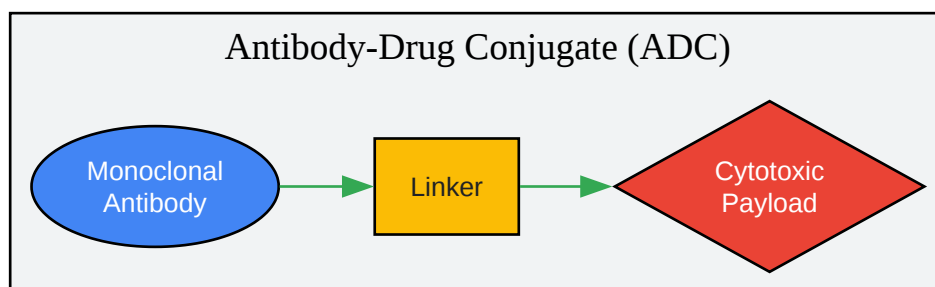 Antibody-Drug Conjugate (ADC)
Monoclonal
Antibody
Linker
Cytotoxic
Payload